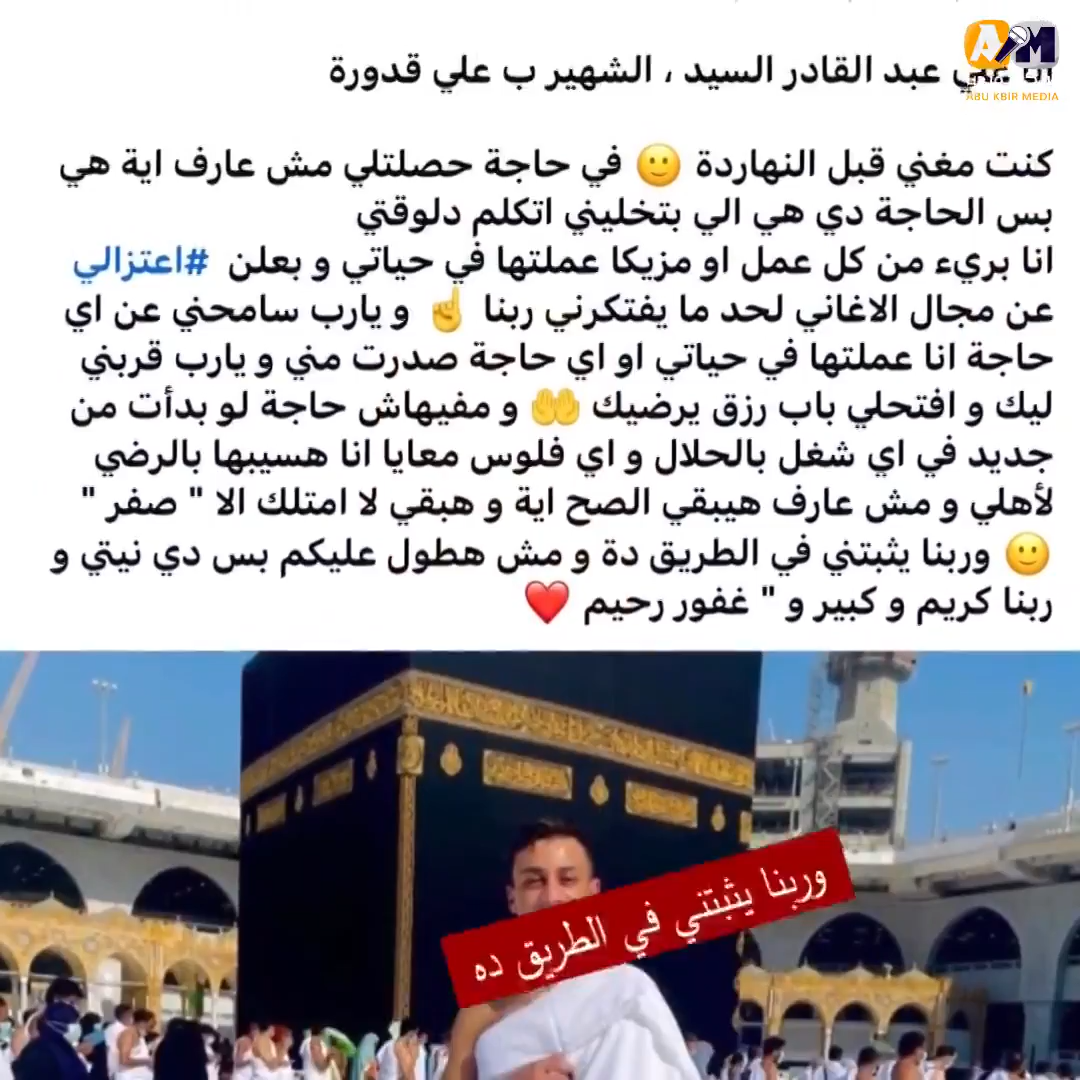 علي عبد القادر السيد ، الشهير ب علي قدورة
AM
ABU KBIR MEDIA
كنت مغني قبل النهاردة 🙂 في حاجة حصلتلي مش عارف اية هي
بس الحاجة دي هي الي بتخليني اتكلم دلوقتي
انا بريء من كل عمل او مزيكا عملتها في حياتي و بعلن #اعتزالي
عن مجال الاغاني لحد ما يفتكرني ربنا ☝ و يارب سامحني عن اي
حاجة انا عملتها في حياتي او اي حاجة صدرت مني و يارب قربني
ليك و افتحلي باب رزق يرضيك 🤲 و مفيهاش حاجة لو بدأت من
جديد في اي شغل بالحلال و اي فلوس معايا انا هسيبها بالرضي
لأهلي و مش عارف هيبقي الصح اية و هبقي لا امتلك الا " صفر "
🙂 وربنا يثبتني في الطريق دة و مش هطول عليكم بس دي نيتي و
ربنا كريم و كبير و " غفور رحيم ❤️
وربنا يثبتني في الطريق ده